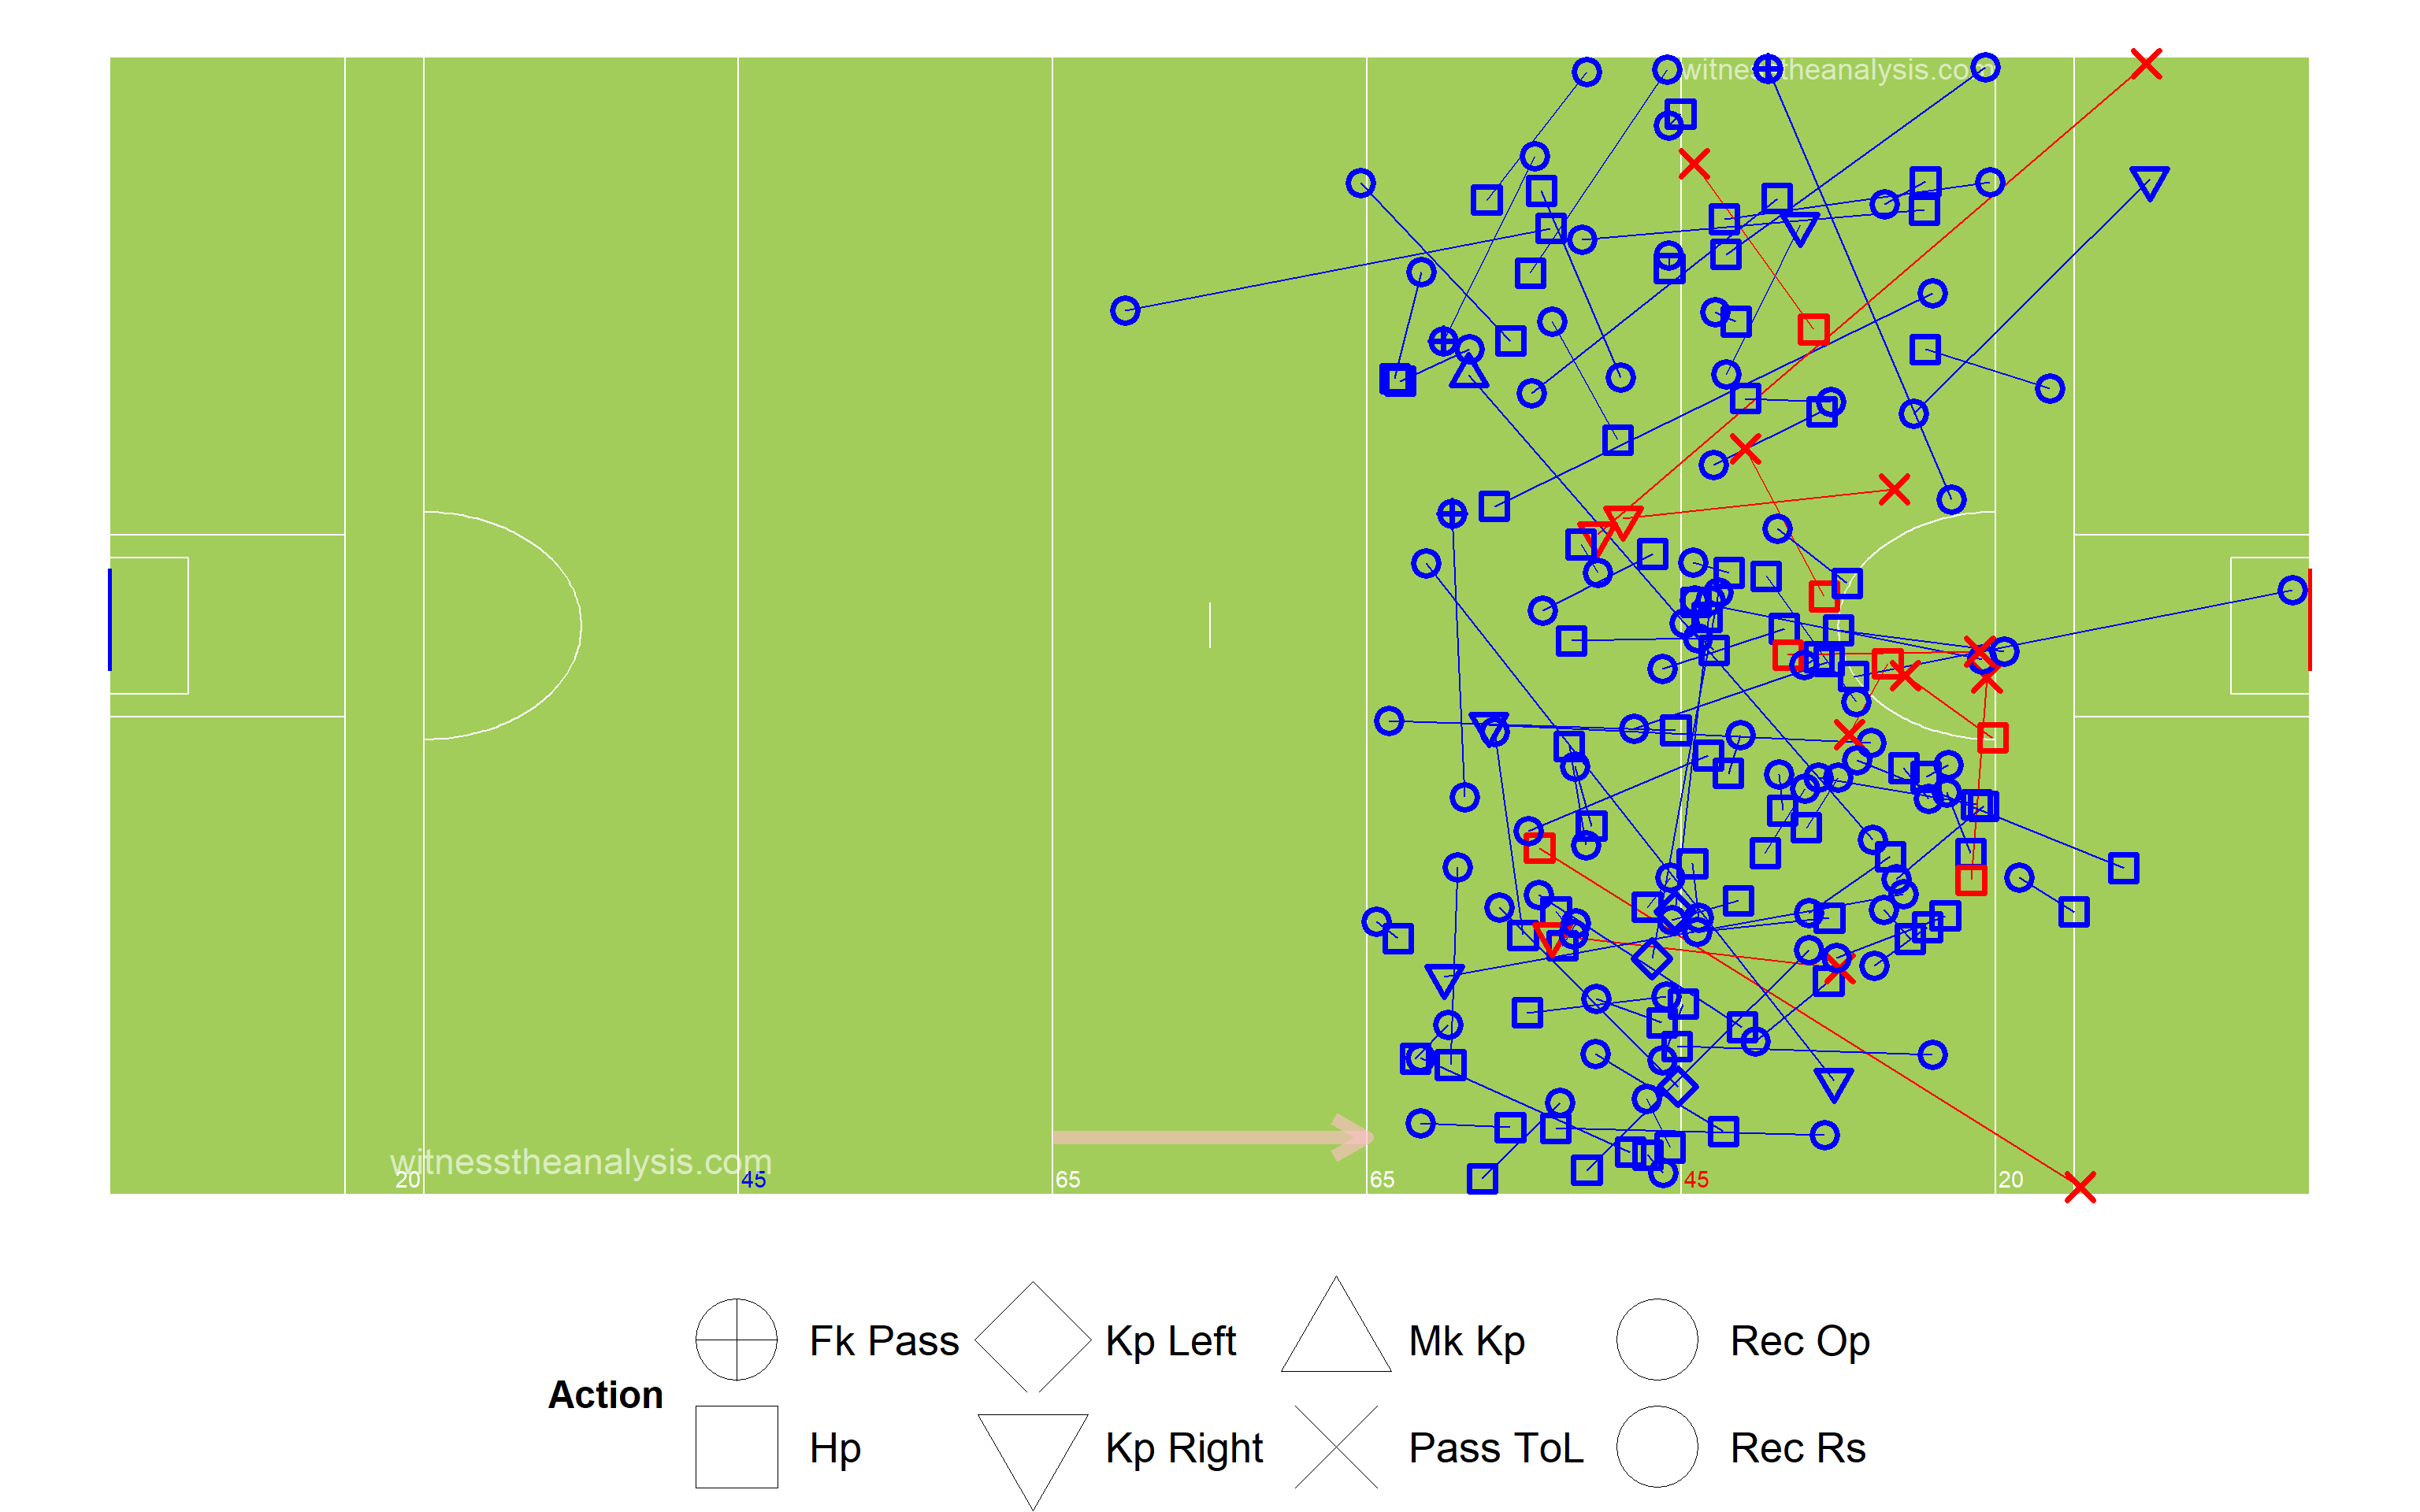 witnesstheanalysis.com
witnesstheanalysis.com
20
45
65
65
45
20
Action
Fk Pass
Kp Left
Mk Kp
Rec Op
Hp
Kp Right
Pass ToL
Rec Rs